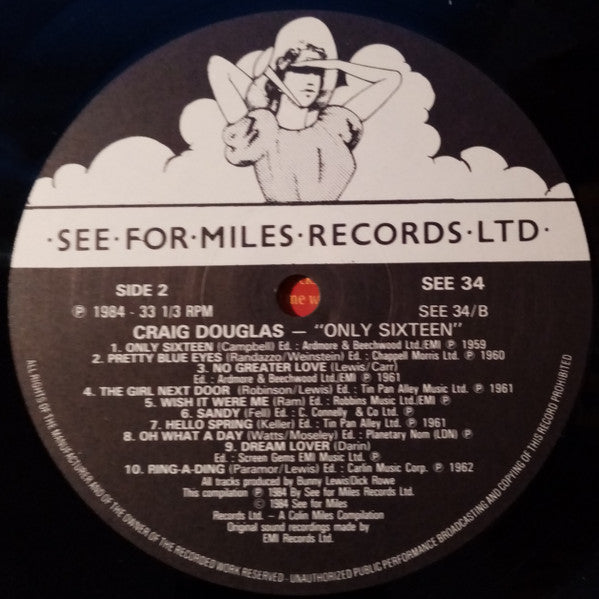 ·SEE·FOR·MILES·RECORDS·LTD·
SIDE 2
SEE 34
℗ 1984 - 33 1/3 RPM
SEE 34/B
me w
CRAIG DOUGLAS — "ONLY SIXTEEN"
1. ONLY SIXTEEN (Campbell) Ed. : Ardmore & Beechwood Ltd./EMI ℗ 1959
2. PRETTY BLUE EYES (Randazzo/Weinstein) Ed. : Chappell Morris Ltd. ℗ 1960
3. NO GREATER LOVE (Lewis/Carr)
Ed. : Ardmore & Beechwood Ltd./EMI ℗ 1961
4. THE GIRL NEXT DOOR (Robinson/Lewis) Ed. : Tin Pan Alley Music Ltd. ℗ 1961
5. WISH IT WERE ME (Ram) Ed. : Robbins Music Ltd./EMI ℗
6. SANDY (Fell) Ed : C. Connelly & Co Ltd. ℗
7. HELLO SPRING (Keller) Ed : Tin Pan Alley Ltd. ℗ 1961
8. OH WHAT A DAY (Watts/Moseley) Ed. : Planetary Nom (LDN) ℗
9. DREAM LOVER (Darin)
Ed. : Screen Gems EMI Music Ltd. ℗
10. RING-A-DING (Paramor/Lewis) Ed. : Carlin Music Corp. ℗ 1962
All tracks produced by Bunny Lewis/Dick Rowe
This compilation ℗ 1984 By See for Miles Records Ltd.
© 1984 See for Miles
Records Ltd. – A Colin Miles Compilation
Original sound recordings made by
EMI Records Ltd.
ALL RIGHTS OF THE MANUFACTURER AND OF THE OWNER OF THE RECORDED WORK RESERVED - UNAUTHORIZED PUBLIC PERFORMANCE BROADCASTING AND COPYING OF THIS RECORD PROHIBITED